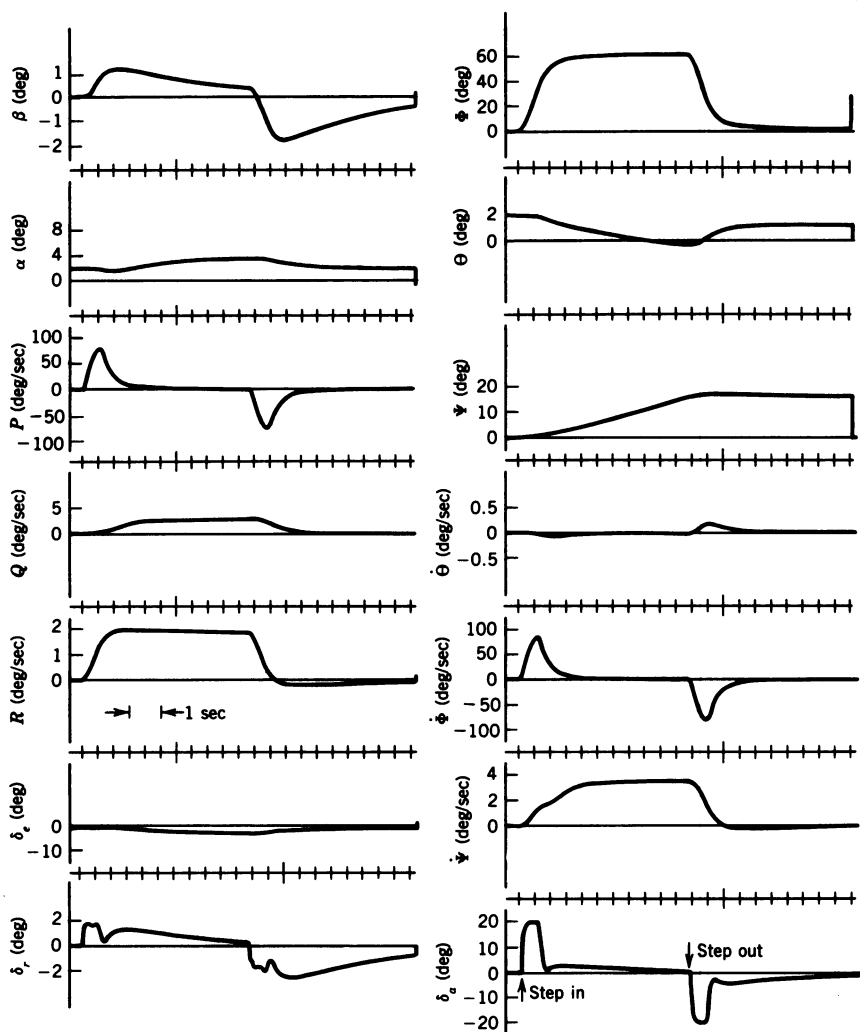 β (deg)
1
0
−1
−2
α (deg)
8
4
0
P (deg/sec)
100
50
0
−50
−100
Q (deg/sec)
5
0
R (deg/sec)
2
0
1 sec
δe (deg)
0
−10
δr (deg)
2
0
−2
Φ (deg)
60
40
20
0
Θ (deg)
2
0
Ψ (deg)
20
10
0
Θ̇ (deg/sec)
0.5
0
−0.5
Φ̇ (deg/sec)
100
50
0
−50
−100
Ψ̇ (deg/sec)
4
2
0
δa (deg)
20
10
0
−10
−20
Step out
Step in